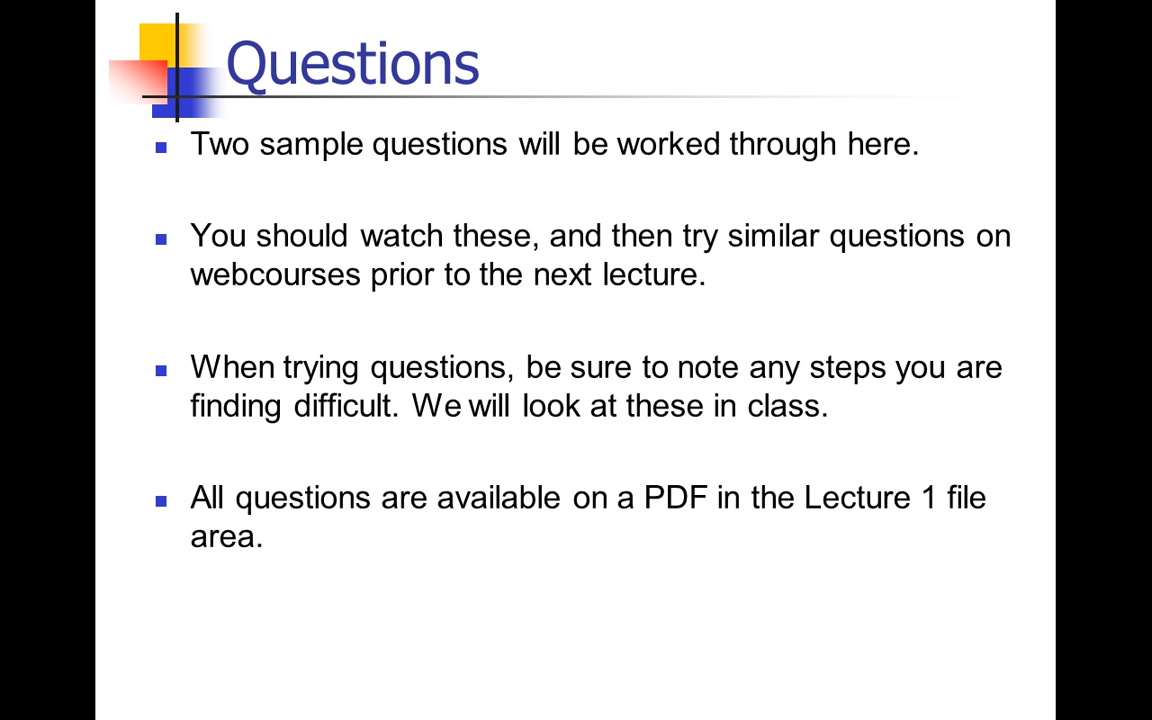 Questions
Two sample questions will be worked through here.
You should watch these, and then try similar questions on
webcourses prior to the next lecture.
When trying questions, be sure to note any steps you are
finding difficult. We will look at these in class.
All questions are available on a PDF in the Lecture 1 file
area.